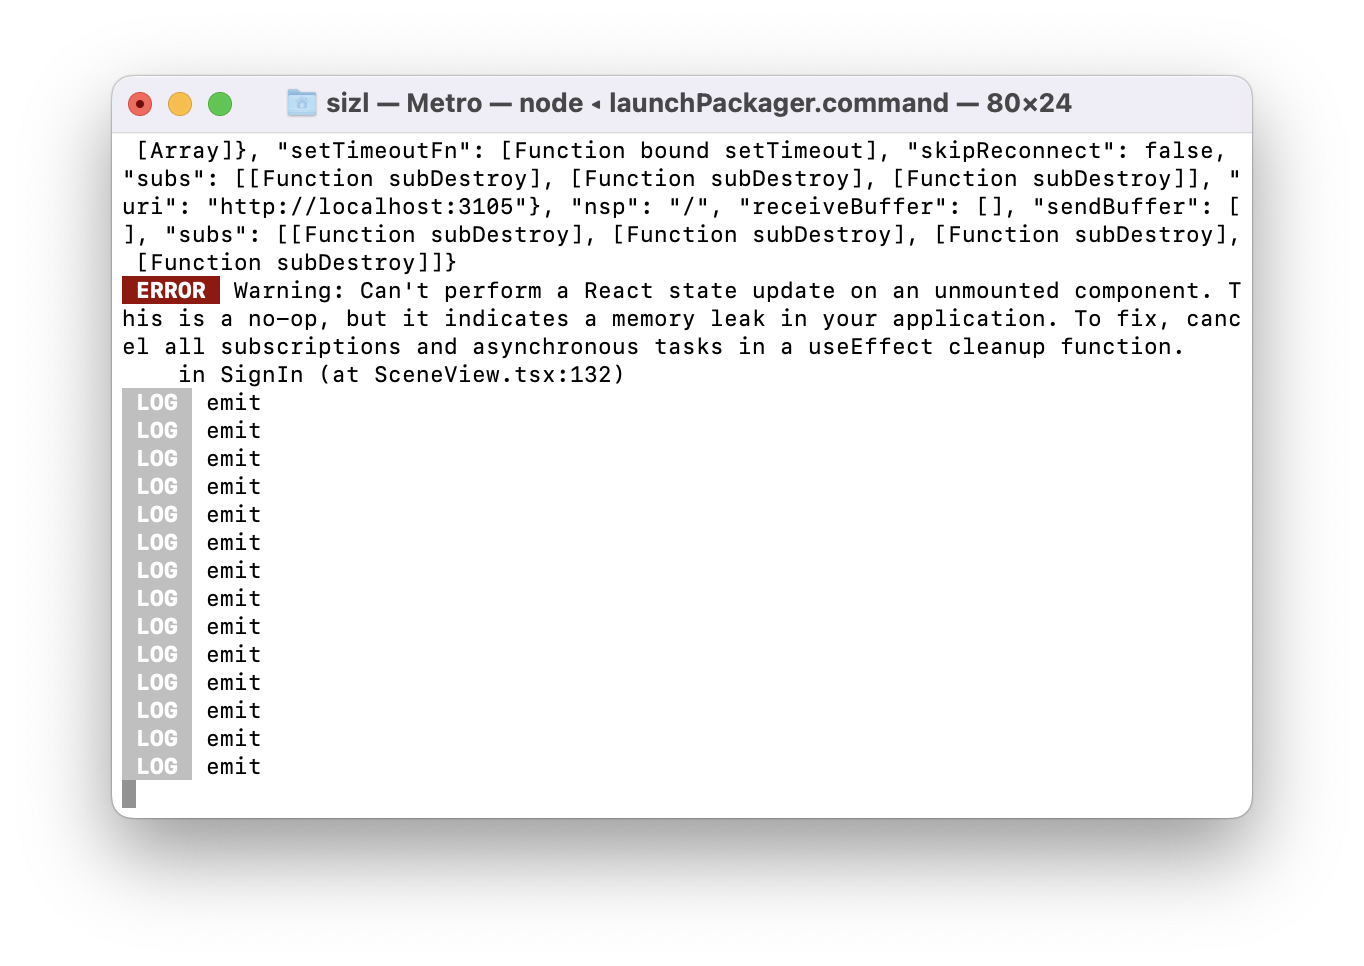 sizl — Metro — node ◂ launchPackager.command — 80×24
[Array]}, "setTimeoutFn": [Function bound setTimeout], "skipReconnect": false,
"subs": [[Function subDestroy], [Function subDestroy], [Function subDestroy]], "
uri": "http://localhost:3105"}, "nsp": "/", "receiveBuffer": [], "sendBuffer": [
], "subs": [[Function subDestroy], [Function subDestroy], [Function subDestroy],
[Function subDestroy]]}
ERROR Warning: Can't perform a React state update on an unmounted component. T
his is a no-op, but it indicates a memory leak in your application. To fix, canc
el all subscriptions and asynchronous tasks in a useEffect cleanup function.
in SignIn (at SceneView.tsx:132)
LOG emit
LOG emit
LOG emit
LOG emit
LOG emit
LOG emit
LOG emit
LOG emit
LOG emit
LOG emit
LOG emit
LOG emit
LOG emit
LOG emit